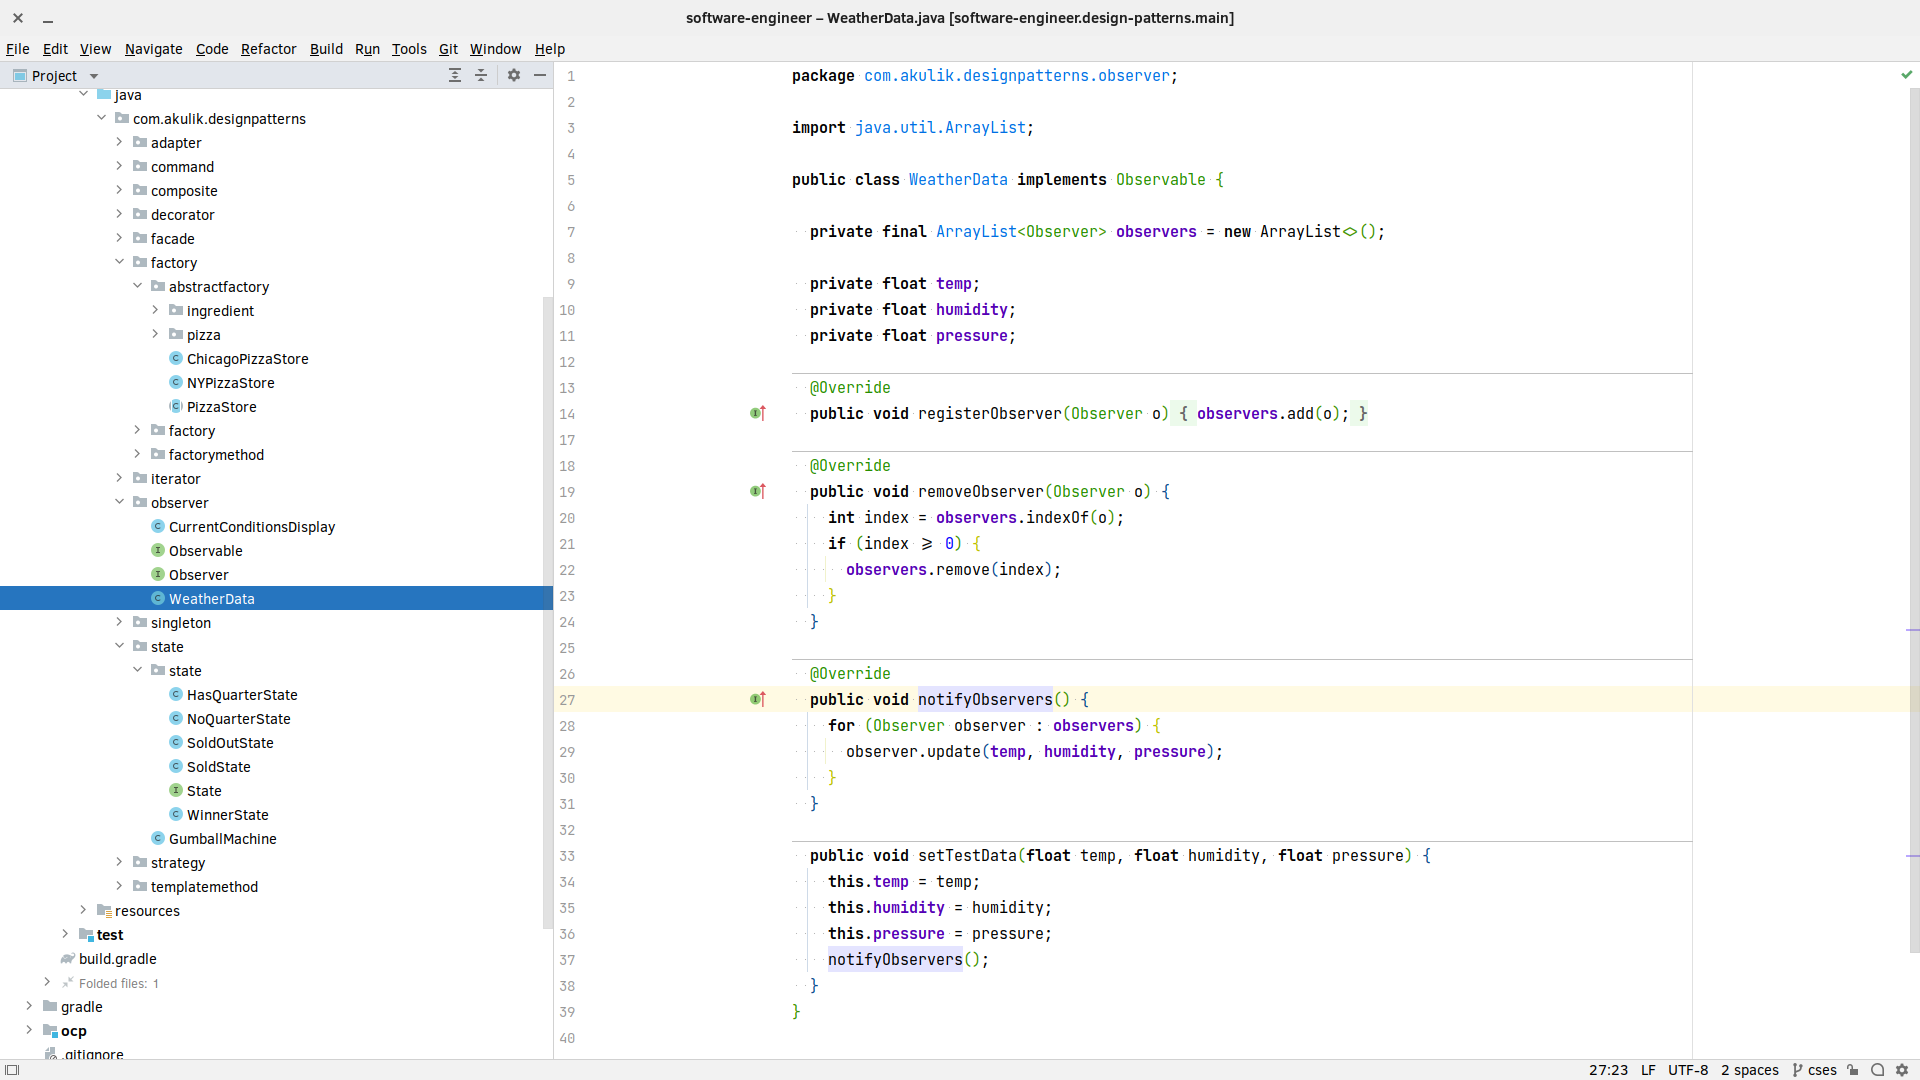 software-engineer – WeatherData.java [software-engineer.design-patterns.main]
File Edit View Navigate Code Refactor Build Run Tools Git Window Help
Project
java
com.akulik.designpatterns
adapter
command
composite
decorator
facade
factory
abstractfactory
ingredient
pizza
ChicagoPizzaStore
NYPizzaStore
PizzaStore
factory
factorymethod
iterator
observer
CurrentConditionsDisplay
Observable
Observer
WeatherData
singleton
state
state
HasQuarterState
NoQuarterState
SoldOutState
SoldState
State
WinnerState
GumballMachine
strategy
templatemethod
resources
test
build.gradle
Folded files: 1
gradle
ocp
.gitignore
1 package com.akulik.designpatterns.observer;
2
3 import java.util.ArrayList;
4
5 public class WeatherData implements Observable {
6
7 private final ArrayList<Observer> observers = new ArrayList<>();
8
9 private float temp;
10 private float humidity;
11 private float pressure;
12
13 @Override
14 public void registerObserver(Observer o) { observers.add(o); }
17
18 @Override
19 public void removeObserver(Observer o) {
20 int index = observers.indexOf(o);
21 if (index ⩾ 0) {
22 observers.remove(index);
23 }
24 }
25
26 @Override
27 public void notifyObservers() {
28 for (Observer observer : observers) {
29 observer.update(temp, humidity, pressure);
30 }
31 }
32
33 public void setTestData(float temp, float humidity, float pressure) {
34 this.temp = temp;
35 this.humidity = humidity;
36 this.pressure = pressure;
37 notifyObservers();
38 }
39 }
40
27:23 LF UTF-8 2 spaces cses